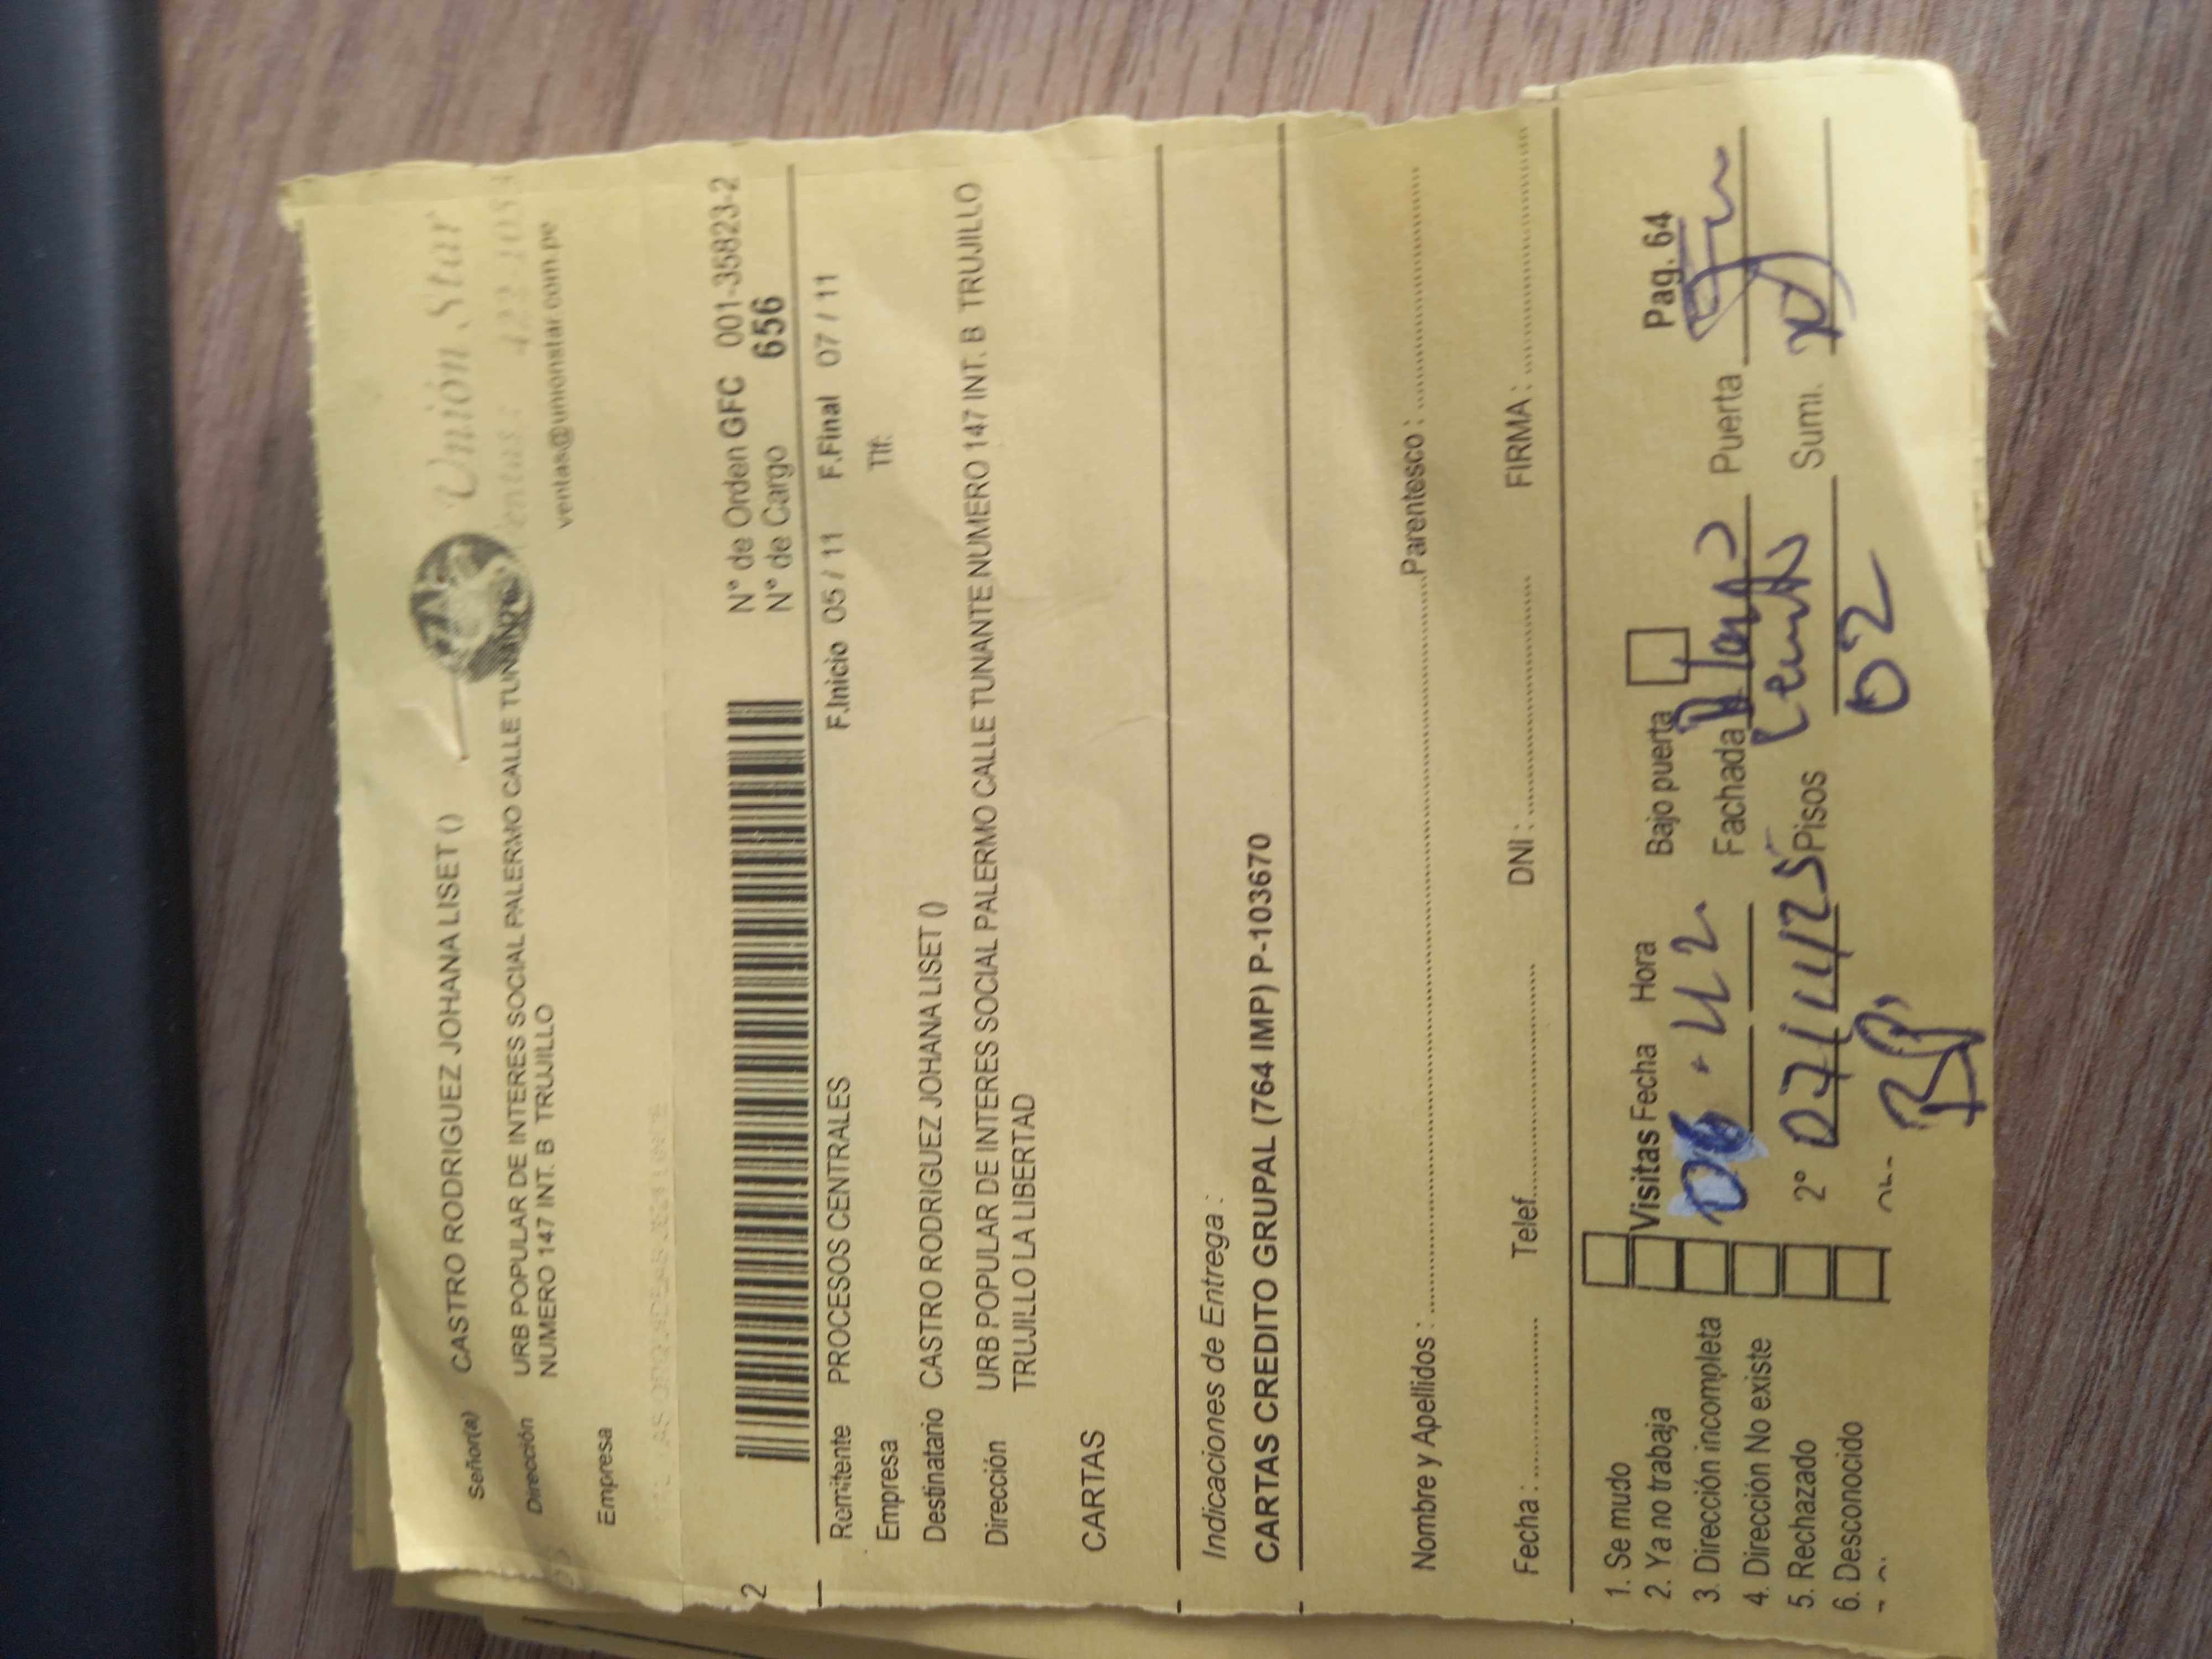 Unión Star
Ventas : 422-1053
ventas@unionstar.com.pe
Señor(a) CASTRO RODRIGUEZ JOHANA LISET ()
Dirección URB POPULAR DE INTERES SOCIAL PALERMO CALLE TUNANTE
NUMERO 147 INT. B TRUJILLO
Empresa
N° de Orden GFC 001-35823-2
2 N° de Cargo 656
Remitente PROCESOS CENTRALES F.Inicio 05 / 11 F.Final 07 / 11
Empresa Tlf:
Destinatario CASTRO RODRIGUEZ JOHANA LISET ()
Dirección URB POPULAR DE INTERES SOCIAL PALERMO CALLE TUNANTE NUMERO 147 INT. B TRUJILLO
TRUJILLO LA LIBERTAD
CARTAS
Indicaciones de Entrega :
CARTAS CREDITO GRUPAL (764 IMP) P-103670
Nombre y Apellidos : Parentesco :
Fecha : Telef. DNI : FIRMA :
1. Se mudo
2. Ya no trabaja Visitas Fecha Hora Bajo puerta Pag. 64
3. Dirección incompleta
4. Dirección No existe Fachada Puerta
5. Rechazado 2° Pisos Sumi.
6. Desconocido 02